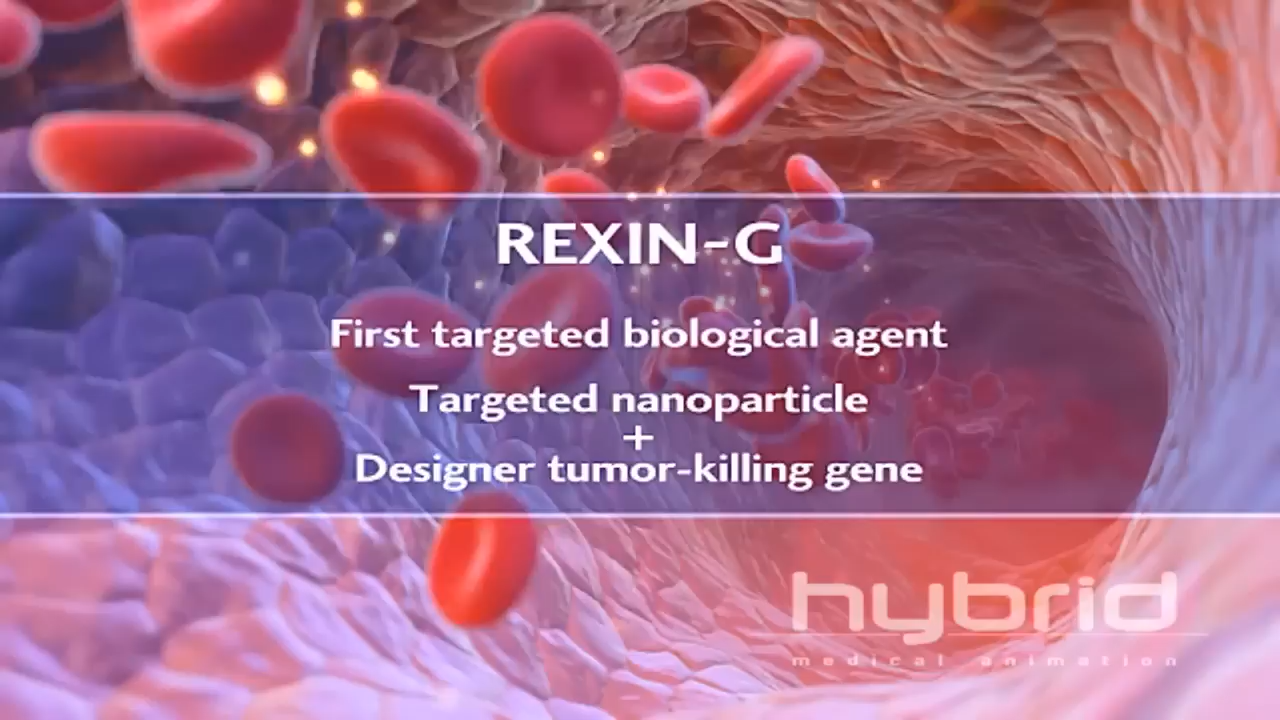 REXIN-G
First targeted biological agent
Targeted nanoparticle
+
Designer tumor-killing gene
hybrid
medical animation